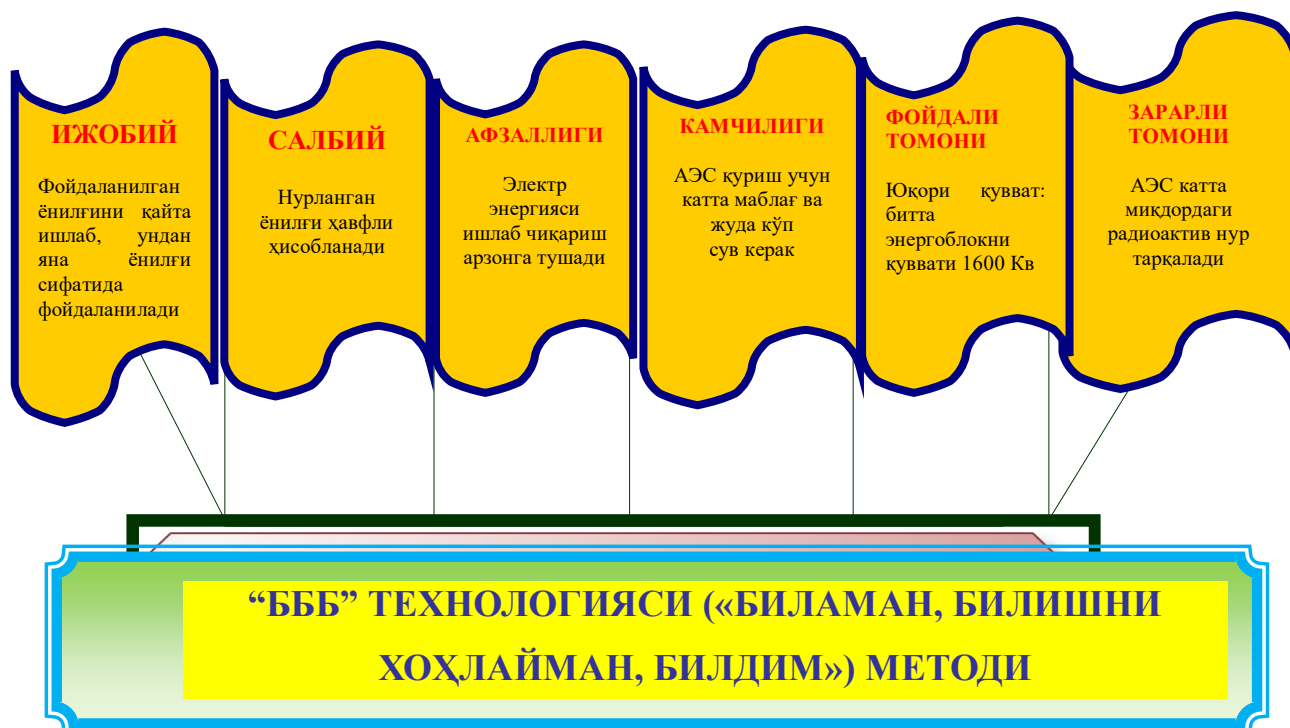 ИЖОБИЙ
Фойдаланилган
ёнилғини қайта
ишлаб, ундан
яна ёнилғи
сифатида
фойдаланилади
САЛБИЙ
Нурланган
ёнилғи ҳавфли
ҳисобланади
АФЗАЛЛИГИ
Электр
энергияси
ишлаб чиқариш
арзонга тушади
КАМЧИЛИГИ
АЭС қуриш учун
катта маблағ ва
жуда кўп
сув керак
ФОЙДАЛИ
ТОМОНИ
Юқори қувват:
битта
энергоблокни
қуввати 1600 Кв
ЗАРАРЛИ
ТОМОНИ
АЭС катта
миқдордаги
радиоактив нур
тарқалади
“БББ” ТЕХНОЛОГИЯСИ («БИЛАМАН, БИЛИШНИ
ХОҲЛАЙМАН, БИЛДИМ») МЕТОДИ